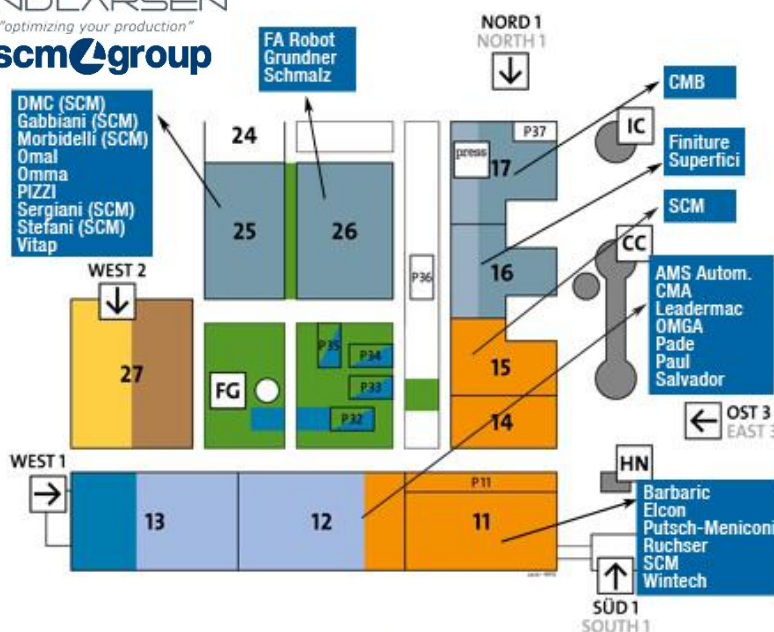 "optimizing your production"
scm group
DMC (SCM)
Gabbiani (SCM)
Morbidelli (SCM)
Omal
Omma
PIZZI
Sergiani (SCM)
Stefani (SCM)
Vitap
FA Robot
Grundner
Schmalz
NORD 1
NORTH 1
CMB
Finiture
Superfici
SCM
AMS Autom.
CMA
Leadermac
OMGA
Pade
Paul
Salvador
Barbaric
Elcon
Putsch-Meniconi
Ruchser
SCM
Wintech
24
25
26
P37
press
17
IC
16
CC
P36
WEST 2
27
FG
P35
P34
P33
P32
15
14
OST 3
EAST 3
WEST 1
13
12
P11
11
HN
SÜD 1
SOUTH 1